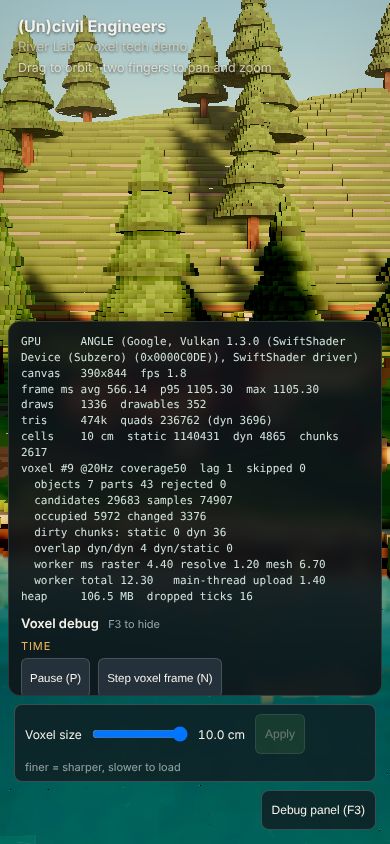 (Un)civil Engineers
River Lab · voxel tech demo
Drag to orbit · two fingers to pan and zoom
GPU ANGLE (Google, Vulkan 1.3.0 (SwiftShader
Device (Subzero) (0x0000C0DE)), SwiftShader driver)
canvas 390x844 fps 1.8
frame ms avg 566.14 p95 1105.30 max 1105.30
draws 1336 drawables 352
tris 474k quads 236762 (dyn 3696)
cells 10 cm static 1140431 dyn 4865 chunks
2617
voxel #9 @20Hz coverage50 lag 1 skipped 0
objects 7 parts 43 rejected 0
candidates 29683 samples 74907
occupied 5972 changed 3376
dirty chunks: static 0 dyn 36
overlap dyn/dyn 4 dyn/static 0
worker ms raster 4.40 resolve 1.20 mesh 6.70
worker total 12.30 main-thread upload 1.40
heap 106.5 MB dropped ticks 16
Voxel debug F3 to hide
TIME
Pause (P) Step voxel frame (N)
Voxel size 10.0 cm Apply
finer = sharper, slower to load
Debug panel (F3)